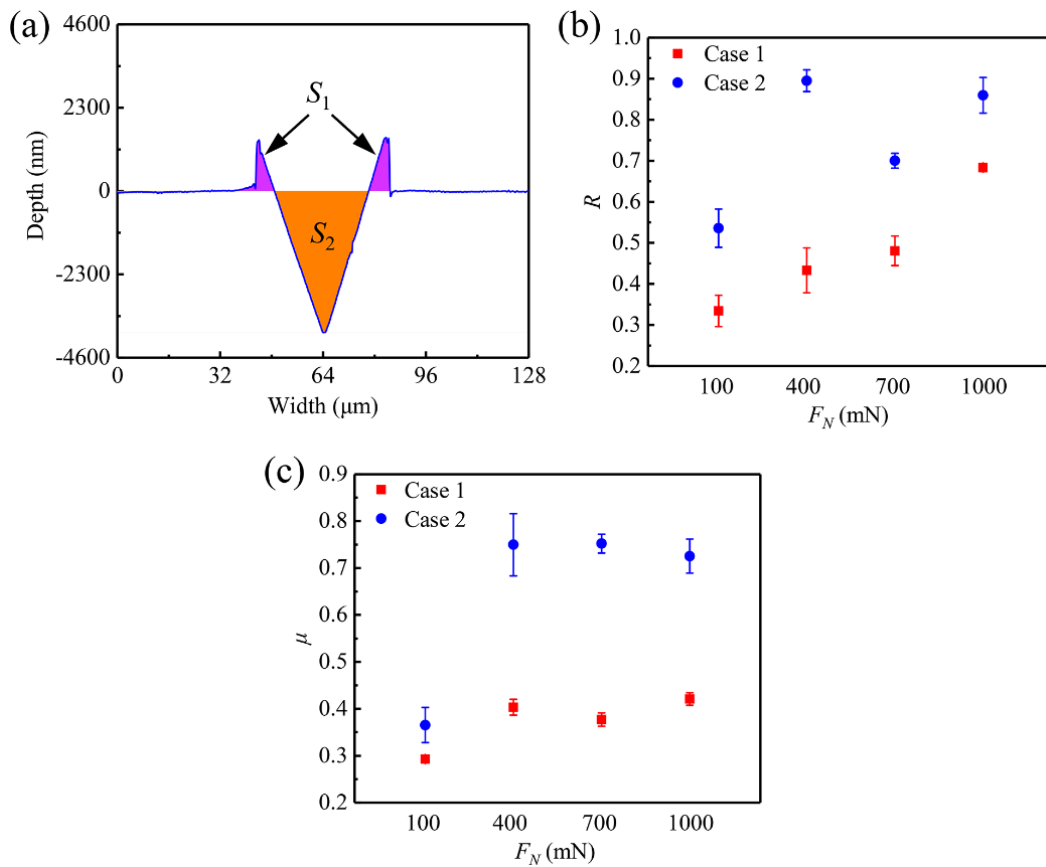 (a)
4600
2300
0
-2300
-4600
Depth (nm)
S1
S2
0 32 64 96 128
Width (μm)
(b)
1.0
0.9
0.8
0.7
0.6
0.5
0.4
0.3
0.2
R
Case 1
Case 2
100 400 700 1000
FN (mN)
(c)
0.9
0.8
0.7
0.6
0.5
0.4
0.3
0.2
μ
Case 1
Case 2
100 400 700 1000
FN (mN)